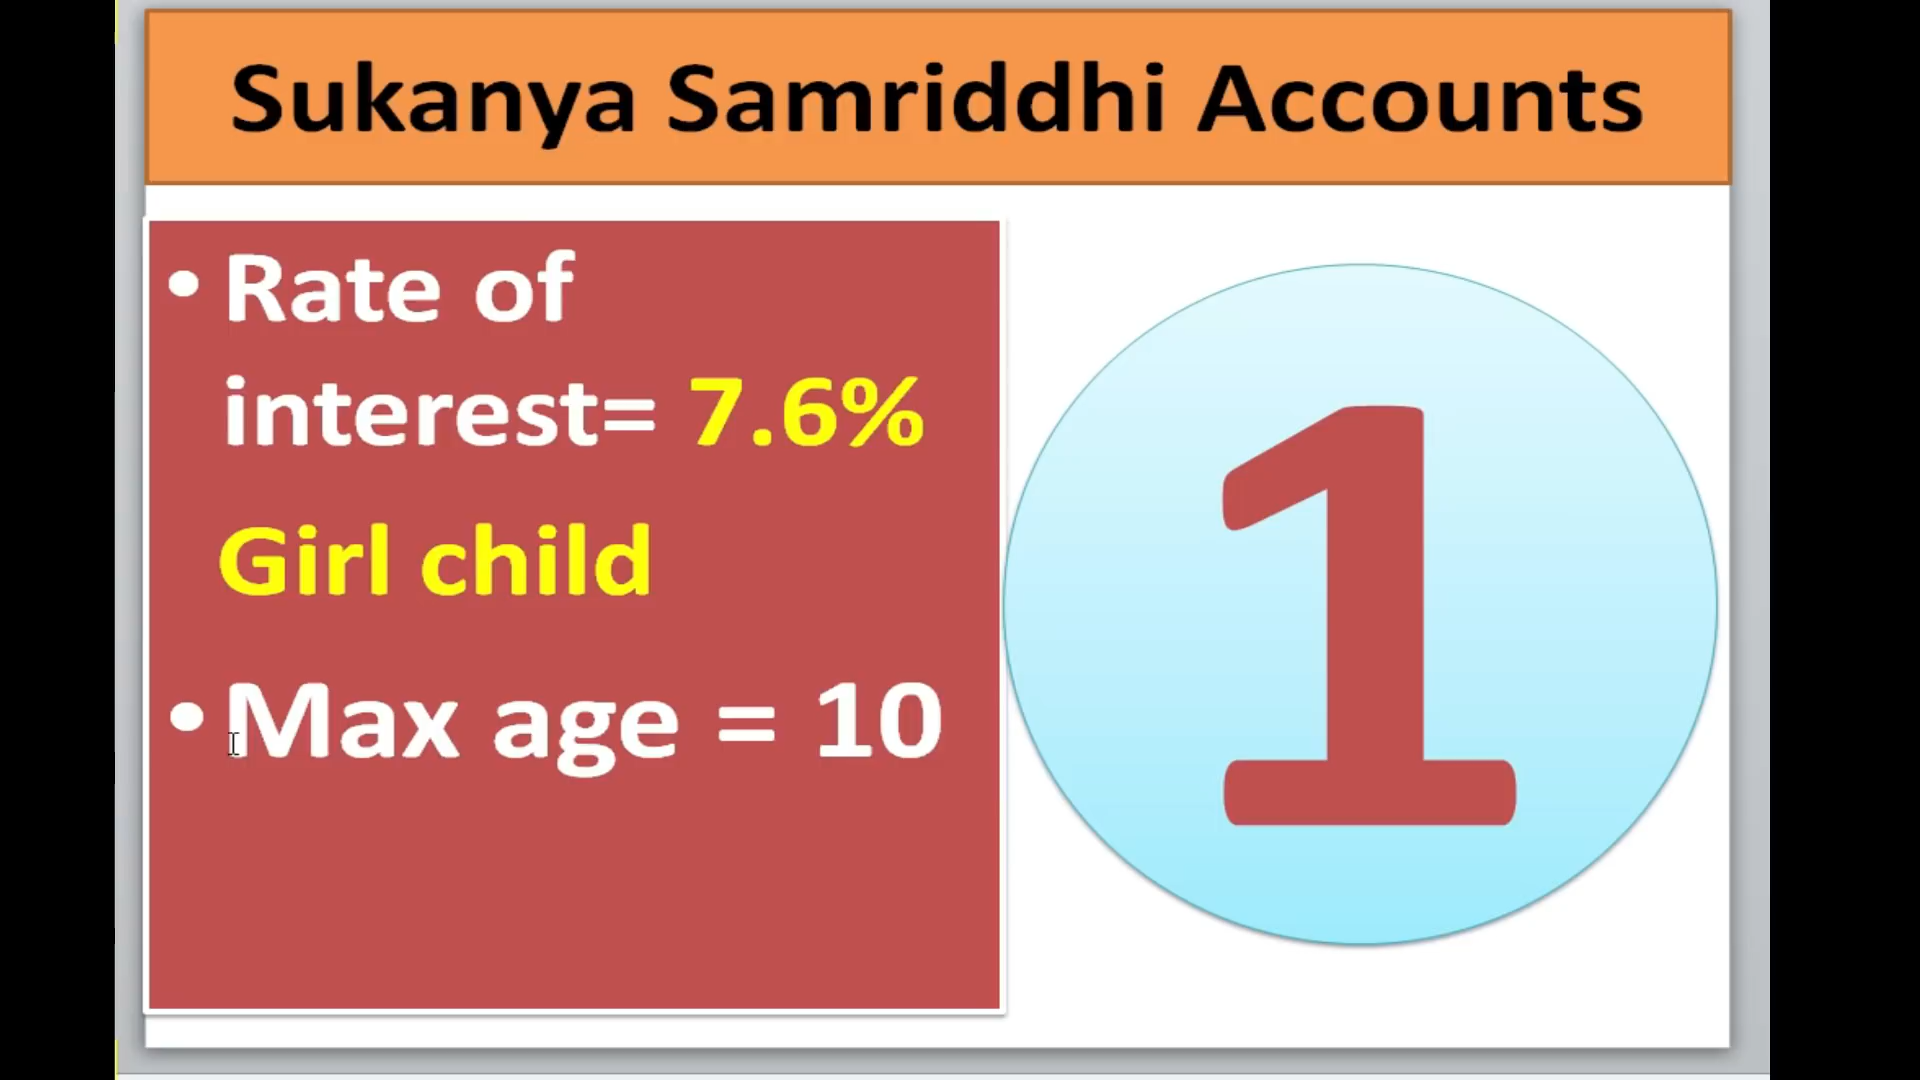 Sukanya Samriddhi Accounts
• Rate of
interest= 7.6%
Girl child
• Max age = 10
1